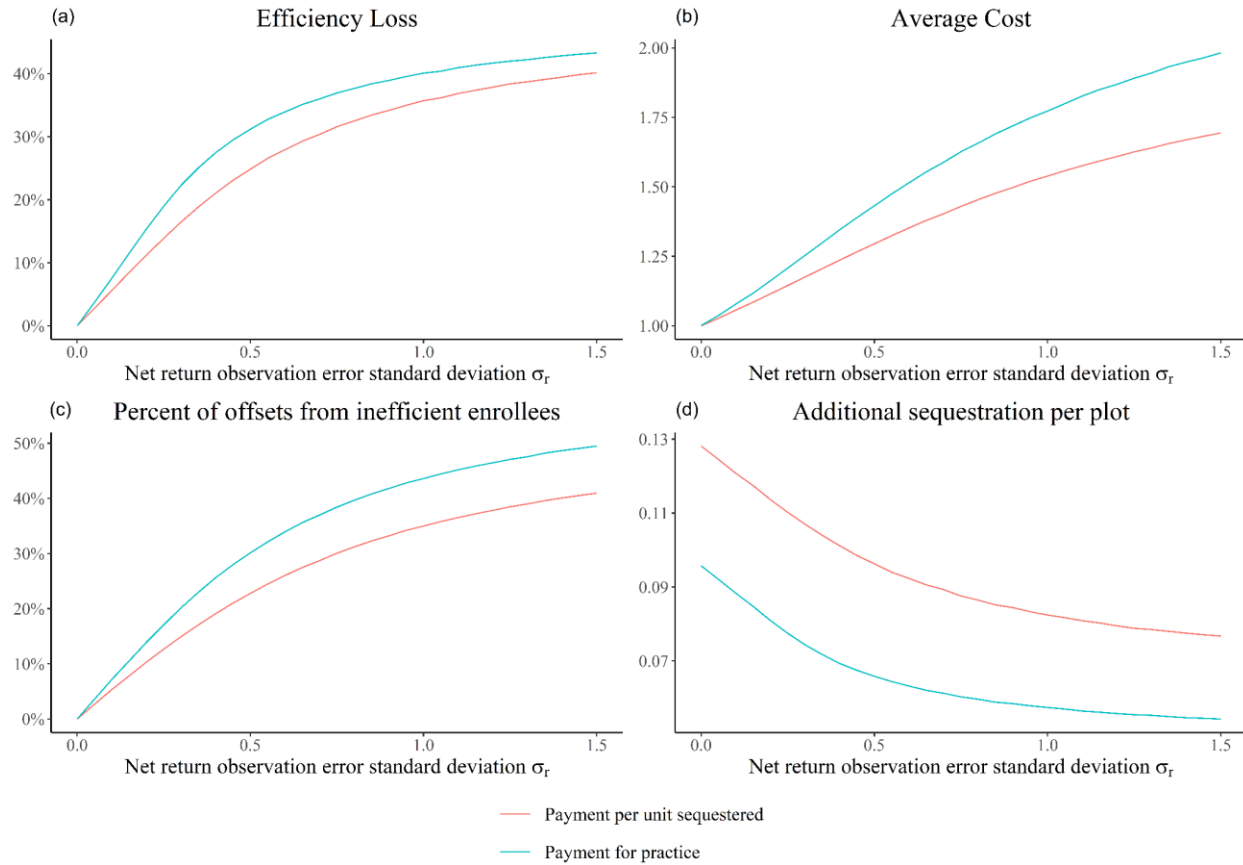 (a) Efficiency Loss
40%
30%
20%
10%
0%
0.0 0.5 1.0 1.5
Net return observation error standard deviation σr
(b) Average Cost
2.00
1.75
1.50
1.25
1.00
0.0 0.5 1.0 1.5
Net return observation error standard deviation σr
(c) Percent of offsets from inefficient enrollees
50%
40%
30%
20%
10%
0%
0.0 0.5 1.0 1.5
Net return observation error standard deviation σr
(d) Additional sequestration per plot
0.13
0.11
0.09
0.07
0.0 0.5 1.0 1.5
Net return observation error standard deviation σr
Payment per unit sequestered
Payment for practice